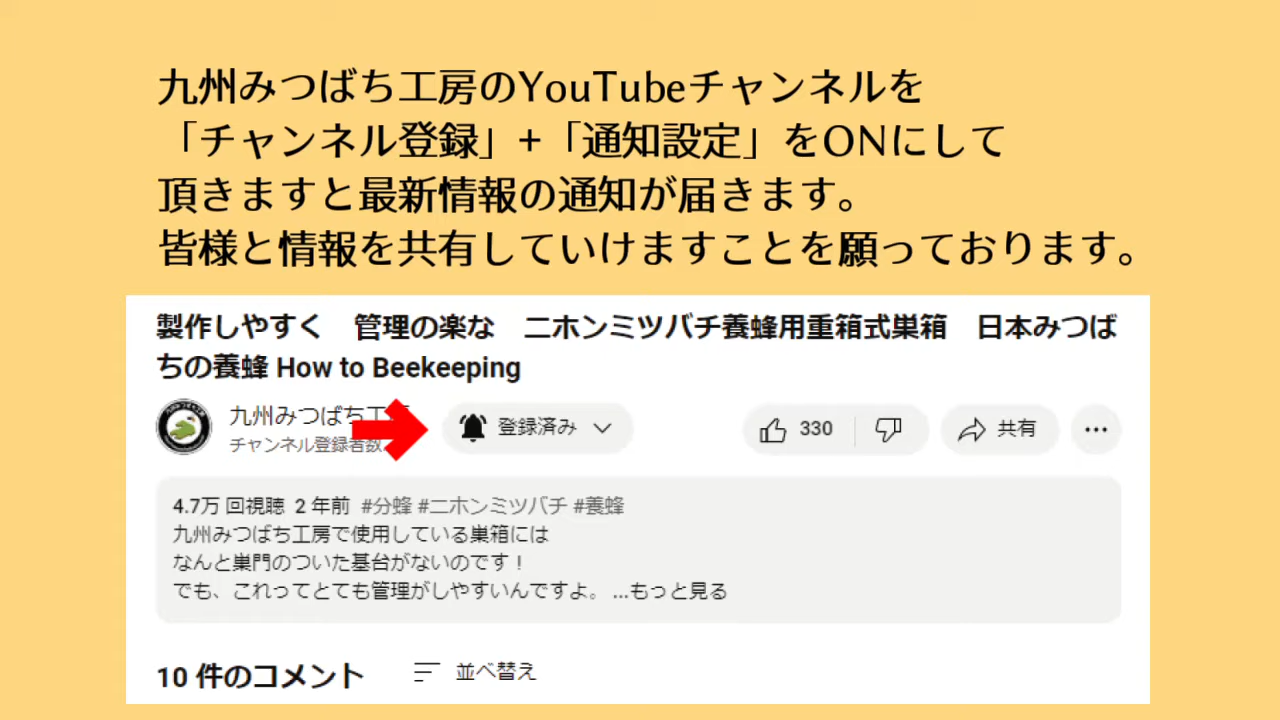 九州みつばち工房のYouTubeチャンネルを
「チャンネル登録」+「通知設定」をONにして
頂きますと最新情報の通知が届きます。
皆様と情報を共有していけますことを願っております。
製作しやすく　管理の楽な　二ホンミツバチ養蜂用重箱式巣箱　日本みつば
ちの養蜂 How to Beekeeping
九州みつばち工房
チャンネル登録者数
登録済み
330
共有
4.7万 回視聴 2 年前 #分蜂 #ニホンミツバチ #養蜂
九州みつばち工房で使用している巣箱には
なんと巣門のついた基台がないのです！
でも、これってとても管理がしやすいんですよ。 ...もっと見る
10 件のコメント
並べ替え